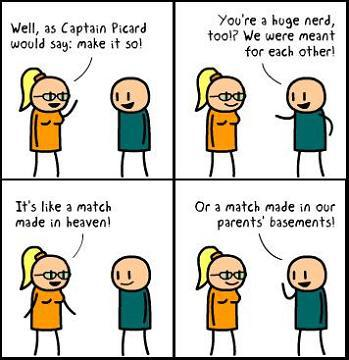 Well, as Captain Picard
would say: make it so!
You're a huge nerd,
too!? We were meant
for each other!
It's like a match
made in heaven!
Or a match made in our
parents' basements!